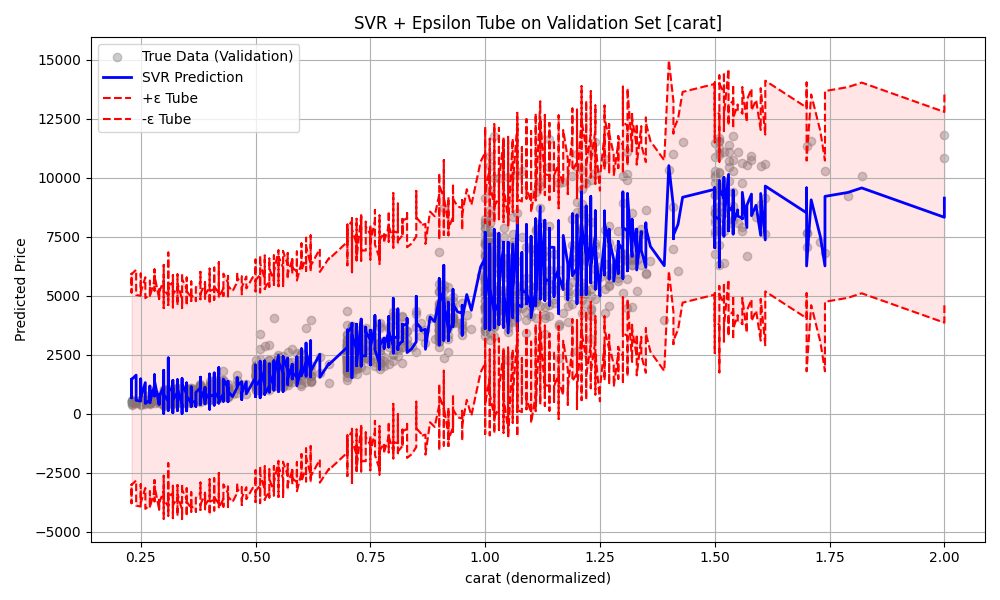 SVR + Epsilon Tube on Validation Set [carat]
True Data (Validation)
SVR Prediction
+ε Tube
-ε Tube
Predicted Price
15000
12500
10000
7500
5000
2500
0
−2500
−5000
0.25 0.50 0.75 1.00 1.25 1.50 1.75 2.00
carat (denormalized)